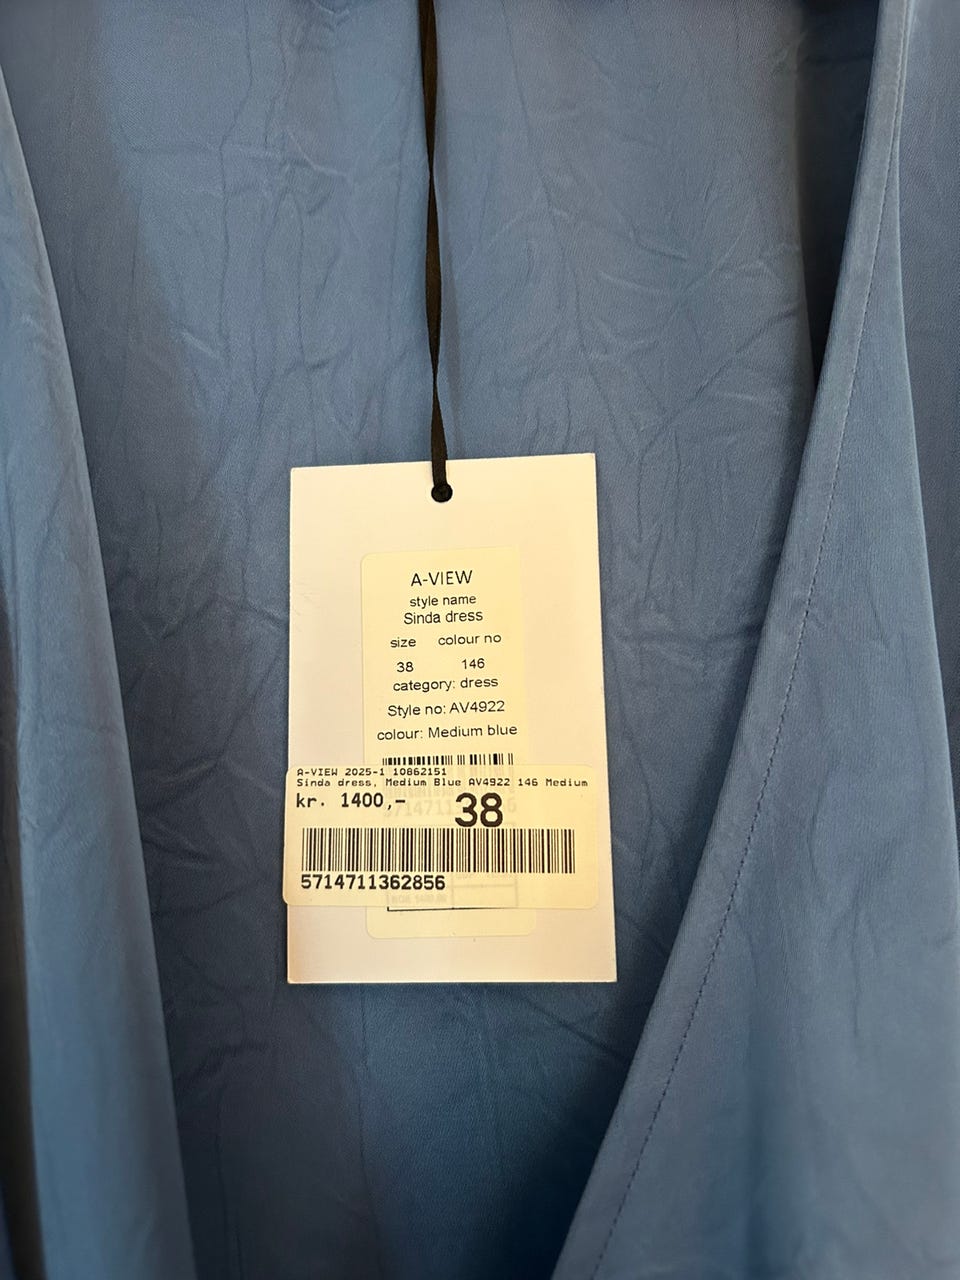 A-VIEW
style name
Sinda dress
size colour no
38 146
category: dress
Style no: AV4922
colour: Medium blue
A-VIEW 2025-1 10862151
Sinda dress, Medium Blue AV4922 146 Medium
kr. 1400,- 38
5714711362856